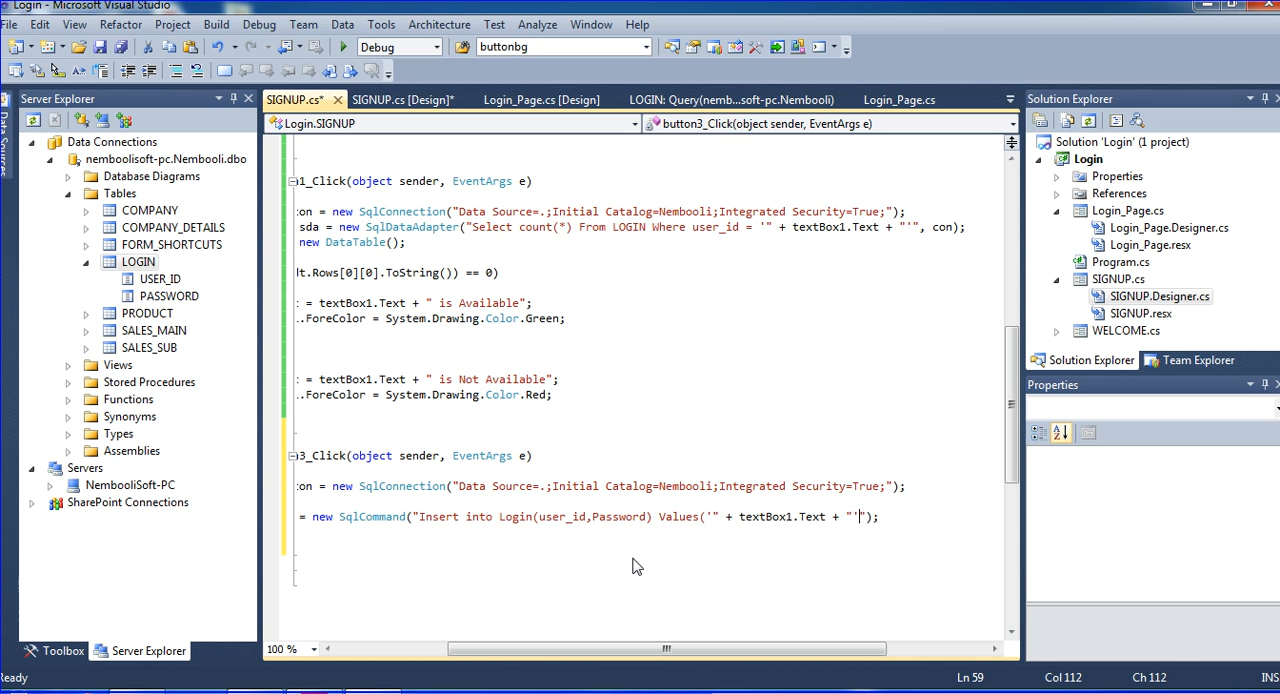 Login - Microsoft Visual Studio
File Edit View Refactor Project Build Debug Team Data Tools Architecture Test Analyze Window Help
Debug buttonbg
Server Explorer
SIGNUP.cs* SIGNUP.cs [Design]* Login_Page.cs [Design] LOGIN: Query(nemb...soft-pc.Nembooli) Login_Page.cs
Solution Explorer
Login.SIGNUP button3_Click(object sender, EventArgs e)
Data Sources
Data Connections
nemboolisoft-pc.Nembooli.dbo
Database Diagrams
Tables
COMPANY
COMPANY_DETAILS
FORM_SHORTCUTS
LOGIN
USER_ID
PASSWORD
PRODUCT
SALES_MAIN
SALES_SUB
Views
Stored Procedures
Functions
Synonyms
Types
Assemblies
Servers
NembooliSoft-PC
SharePoint Connections
Toolbox Server Explorer
1_Click(object sender, EventArgs e)
con = new SqlConnection("Data Source=.;Initial Catalog=Nembooli;Integrated Security=True;");
sda = new SqlDataAdapter("Select count(*) From LOGIN Where user_id = '" + textBox1.Text + "'", con);
new DataTable();
lt.Rows[0][0].ToString()) == 0)
: = textBox1.Text + " is Available";
..ForeColor = System.Drawing.Color.Green;
: = textBox1.Text + " is Not Available";
..ForeColor = System.Drawing.Color.Red;
3_Click(object sender, EventArgs e)
con = new SqlConnection("Data Source=.;Initial Catalog=Nembooli;Integrated Security=True;");
= new SqlCommand("Insert into Login(user_id,Password) Values('" + textBox1.Text + "'");
100 %
Solution 'Login' (1 project)
Login
Properties
References
Login_Page.cs
Login_Page.Designer.cs
Login_Page.resx
Program.cs
SIGNUP.cs
SIGNUP.Designer.cs
SIGNUP.resx
WELCOME.cs
Solution Explorer Team Explorer
Properties
Ready Ln 59 Col 112 Ch 112 INS